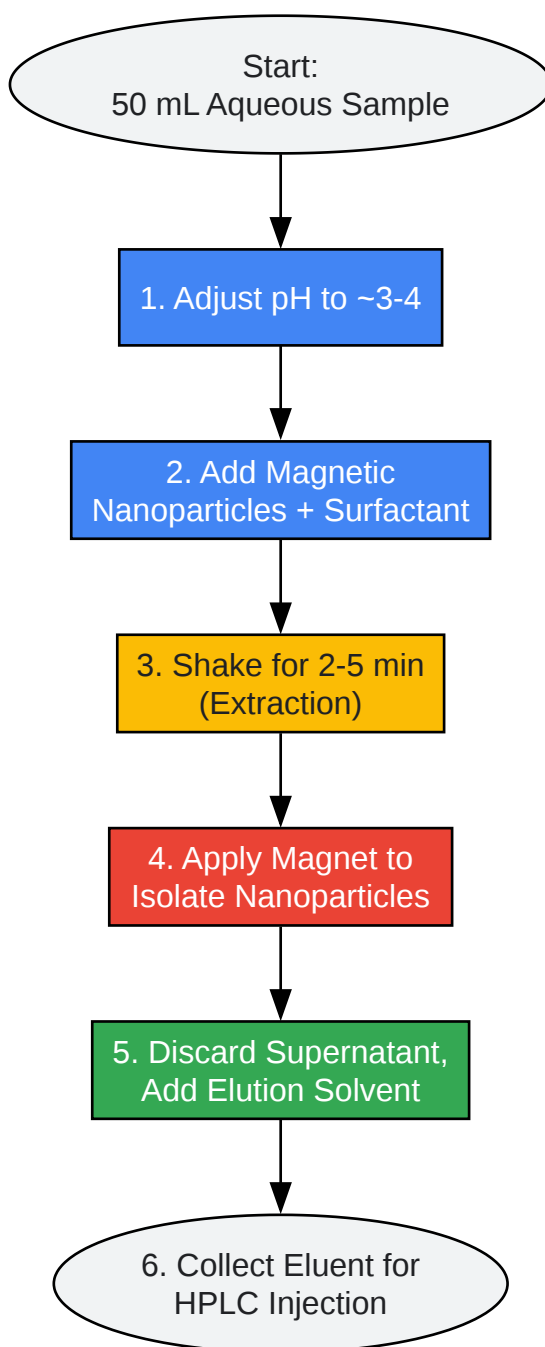 Start:
50 mL Aqueous Sample
1. Adjust pH to ~3-4
2. Add Magnetic
Nanoparticles + Surfactant
3. Shake for 2-5 min
(Extraction)
4. Apply Magnet to
Isolate Nanoparticles
5. Discard Supernatant,
Add Elution Solvent
6. Collect Eluent for
HPLC Injection